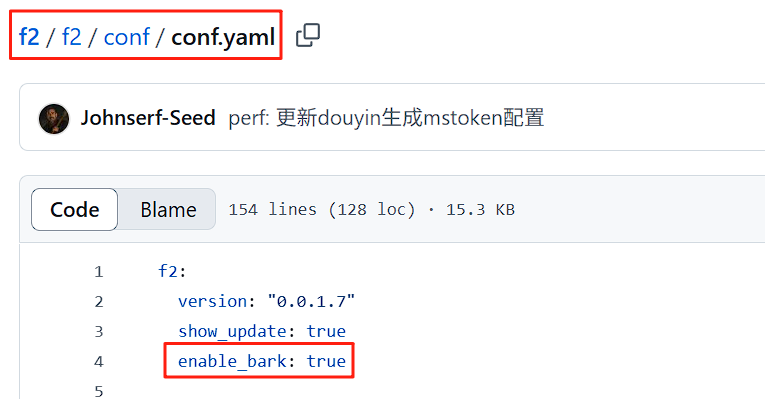 f2 / f2 / conf / conf.yaml
Johnserf-Seed perf: 更新douyin生成mstoken配置
Code Blame 154 lines (128 loc) · 15.3 KB
1 f2:
2 version: "0.0.1.7"
3 show_update: true
4 enable_bark: true
5